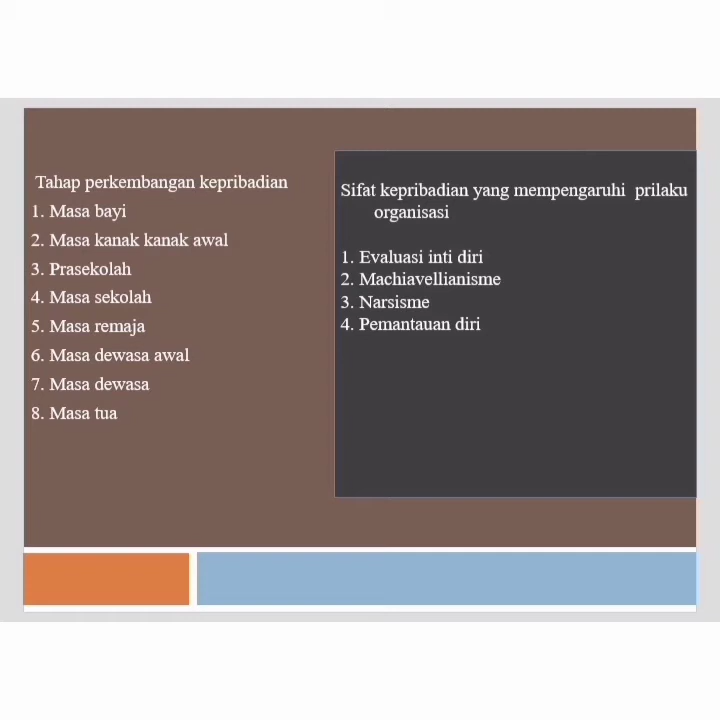 Tahap perkembangan kepribadian
1. Masa bayi
2. Masa kanak kanak awal
3. Prasekolah
4. Masa sekolah
5. Masa remaja
6. Masa dewasa awal
7. Masa dewasa
8. Masa tua
Sifat kepribadian yang mempengaruhi prilaku
organisasi
1. Evaluasi inti diri
2. Machiavellianisme
3. Narsisme
4. Pemantauan diri